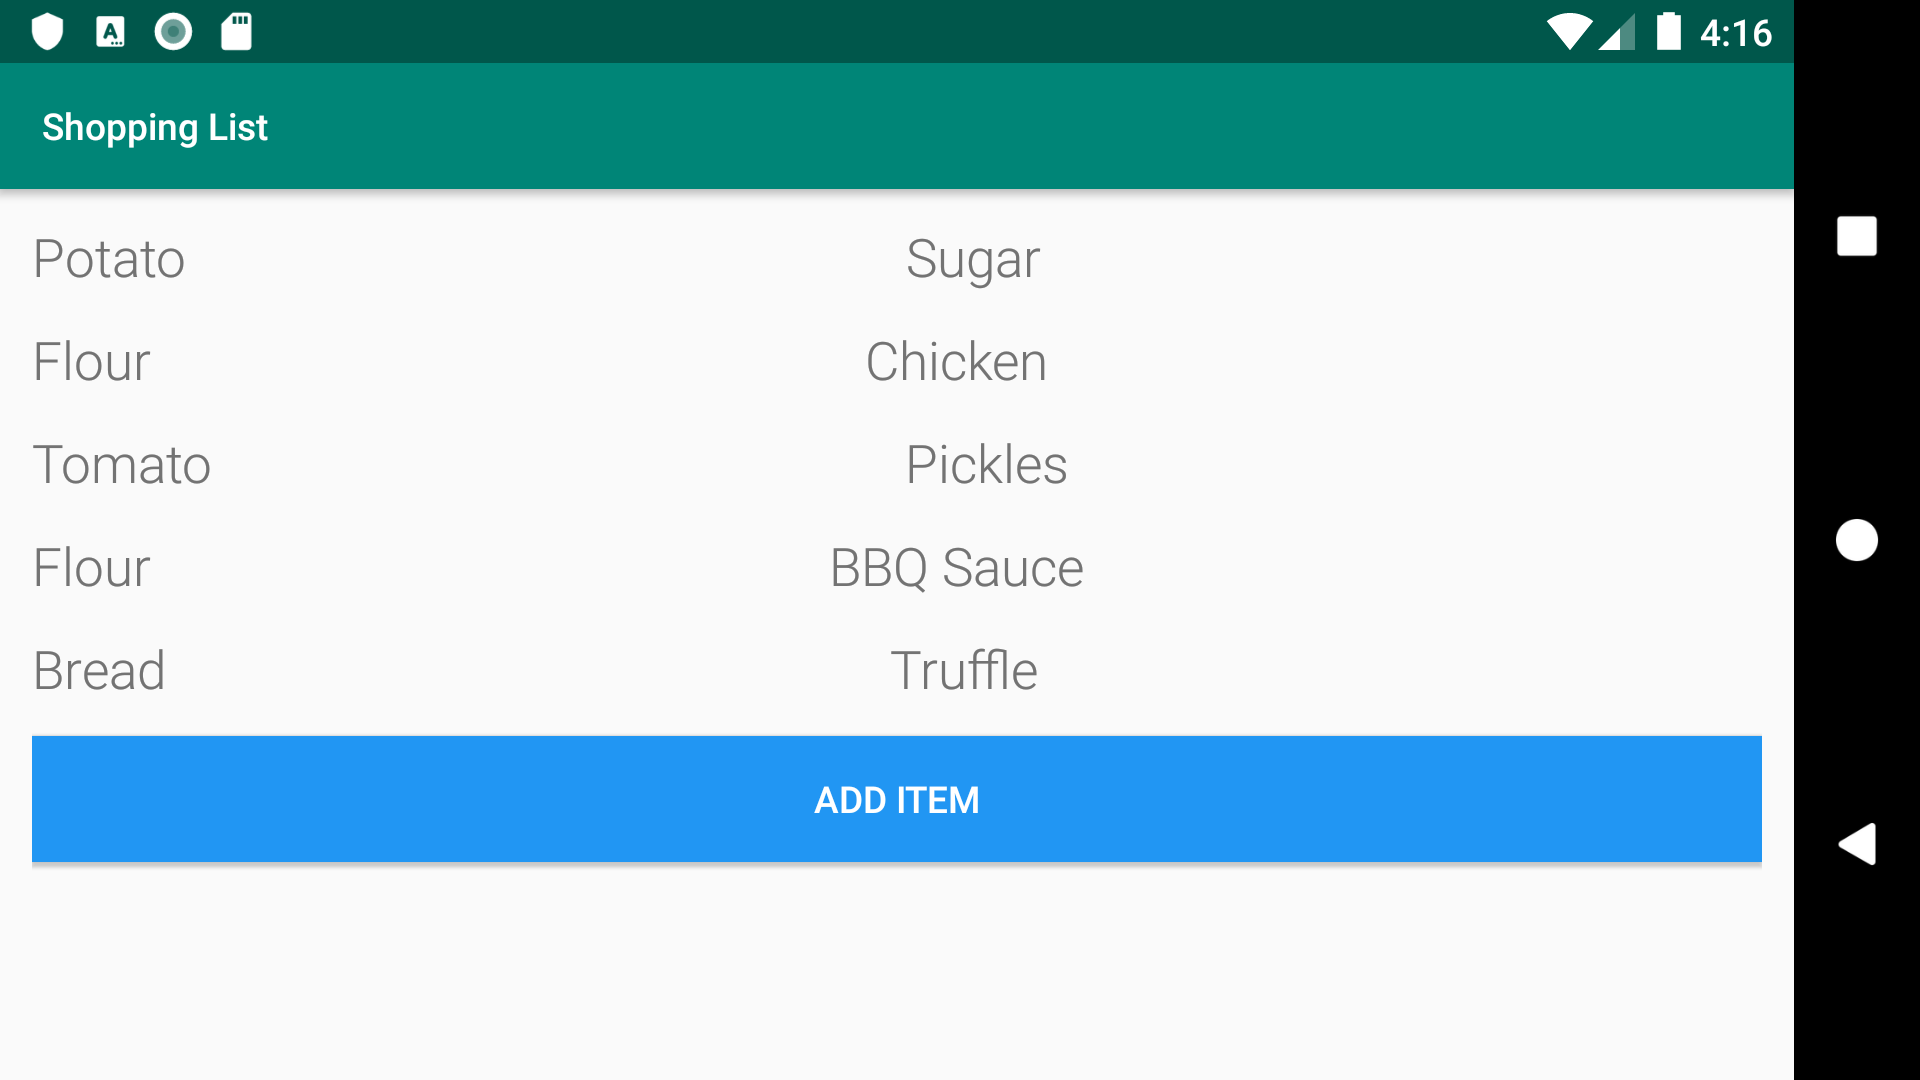 4:16
Shopping List
Potato Sugar
Flour Chicken
Tomato Pickles
Flour BBQ Sauce
Bread Truffle
ADD ITEM